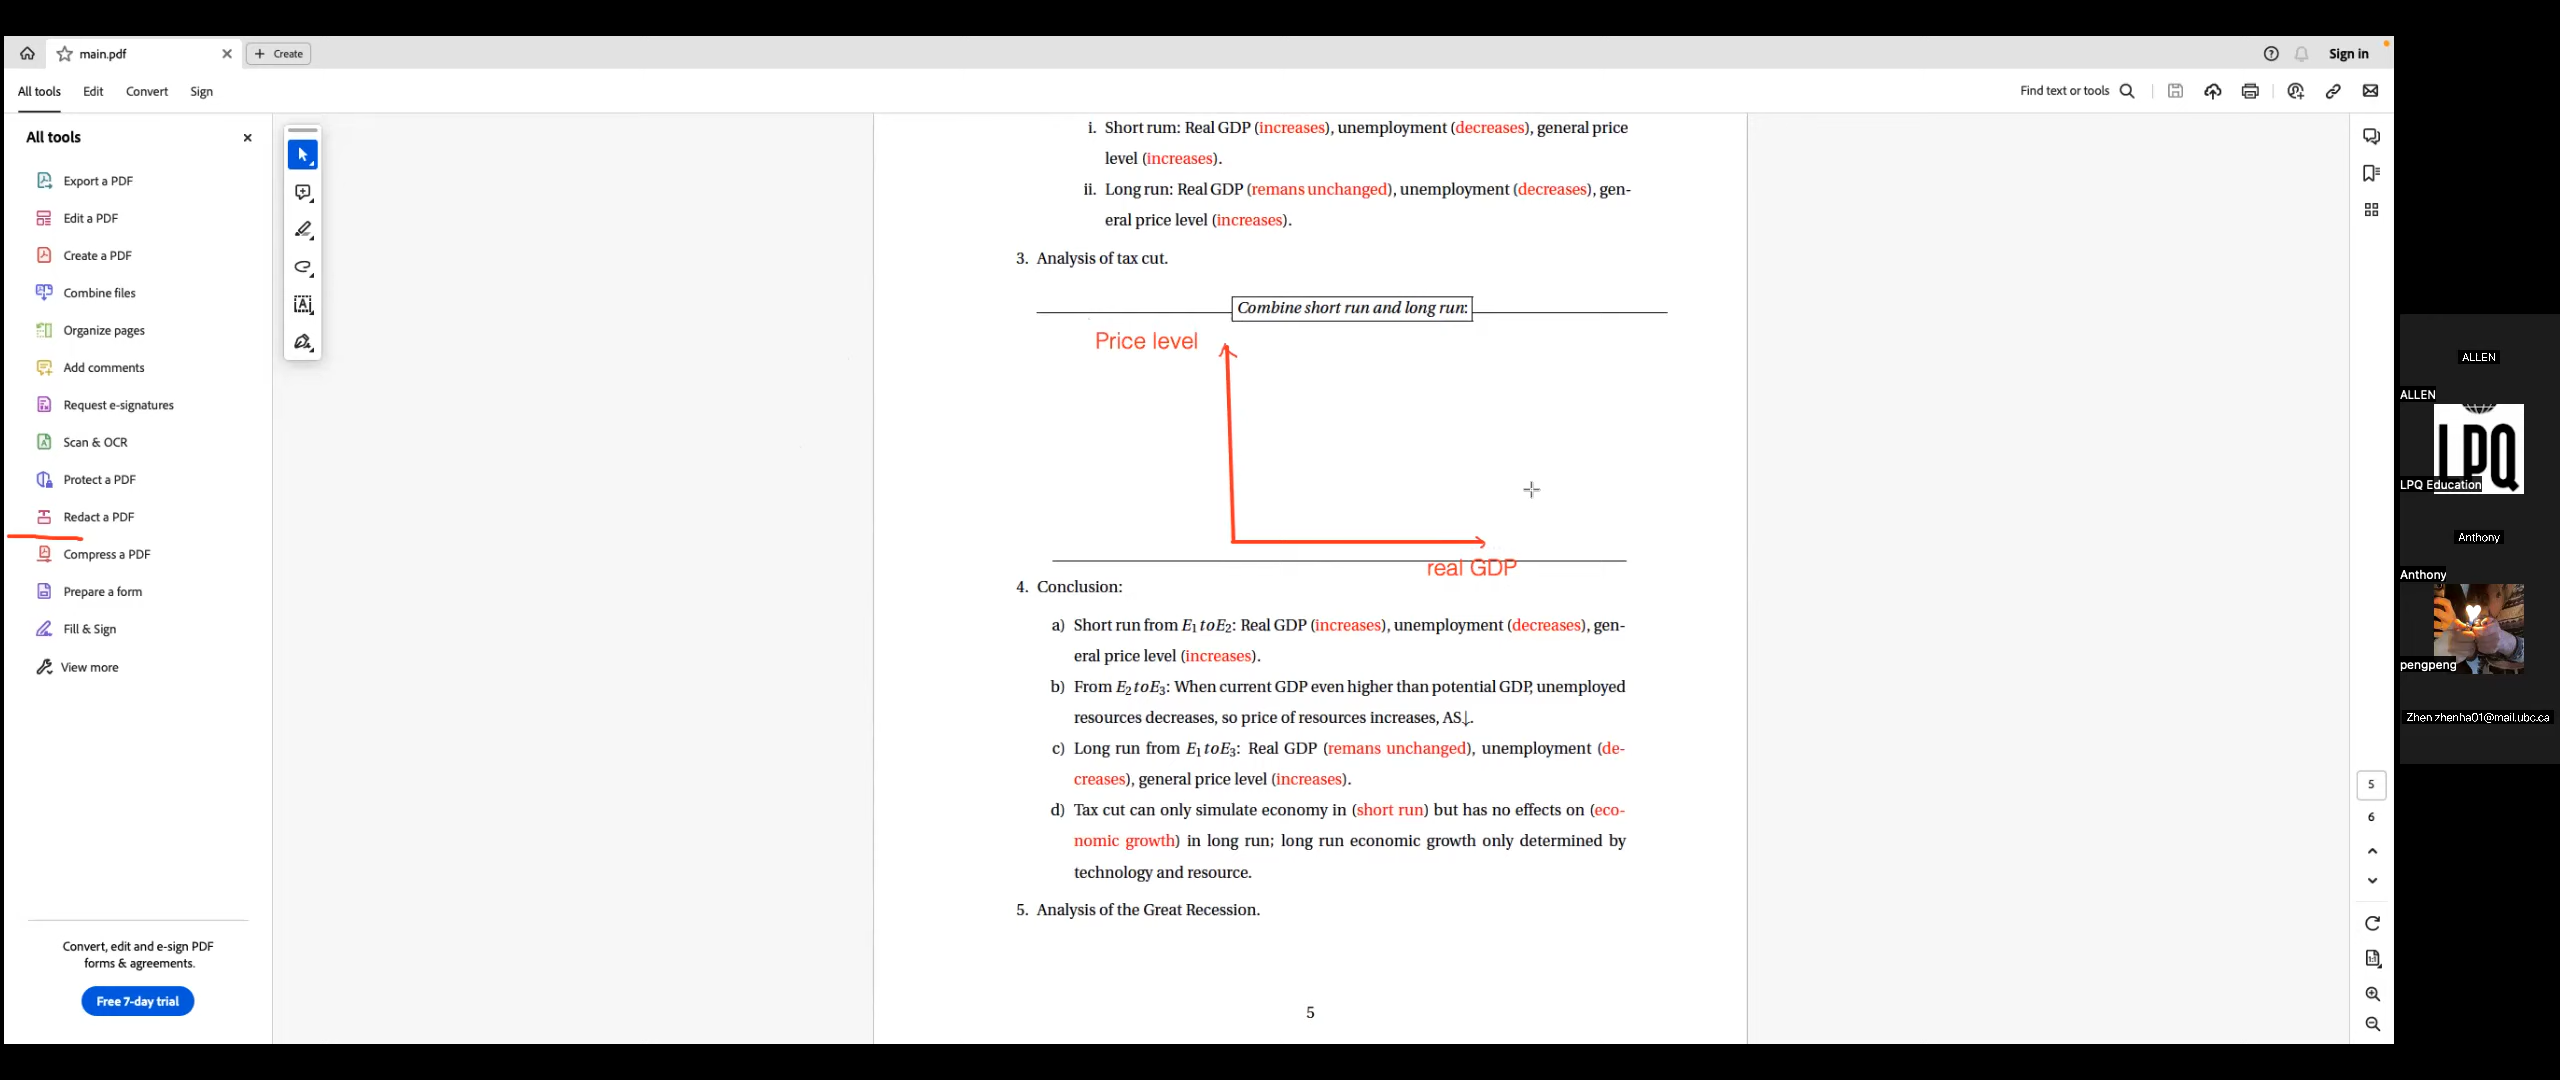 main.pdf
Create
Sign in
All tools
Edit
Convert
Sign
Find text or tools
All tools
Export a PDF
Edit a PDF
Create a PDF
Combine files
Organize pages
Add comments
Request e-signatures
Scan & OCR
Protect a PDF
Redact a PDF
Compress a PDF
Prepare a form
Fill & Sign
View more
Convert, edit and e-sign PDF
forms & agreements.
Free 7-day trial
i. Short rum: Real GDP (increases), unemployment (decreases), general price
level (increases).
ii. Long run: Real GDP (remans unchanged), unemployment (decreases), gen-
eral price level (increases).
3. Analysis of tax cut.
Combine short run and long run:
Price level
real GDP
4. Conclusion:
a) Short run from E1 toE2: Real GDP (increases), unemployment (decreases), gen-
eral price level (increases).
b) From E2 toE3: When current GDP even higher than potential GDP, unemployed
resources decreases, so price of resources increases, AS↓.
c) Long run from E1 toE3: Real GDP (remans unchanged), unemployment (de-
creases), general price level (increases).
d) Tax cut can only simulate economy in (short run) but has no effects on (eco-
nomic growth) in long run; long run economic growth only determined by
technology and resource.
5. Analysis of the Great Recession.
5
5
6
ALLEN
ALLEN
LPQ
LPQ Education
Anthony
Anthony
pengpeng
Zhen zhenha01@mail.ubc.ca